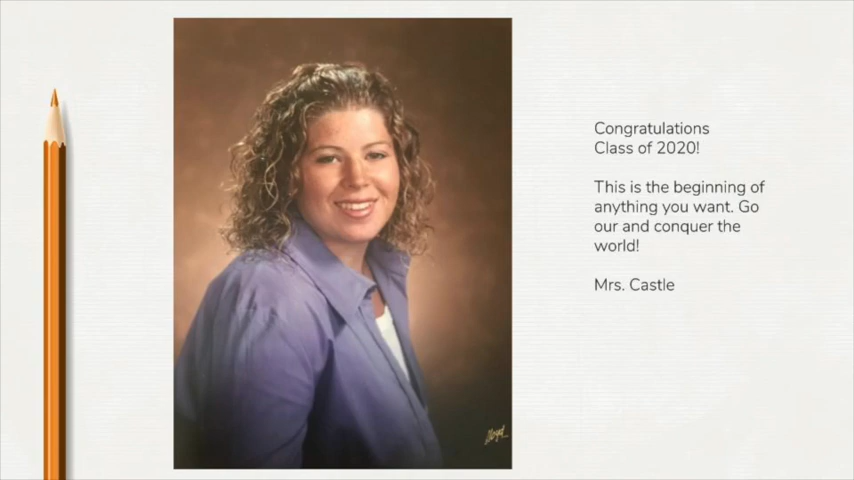 Congratulations
Class of 2020!
This is the beginning of
anything you want. Go
our and conquer the
world!
Mrs. Castle